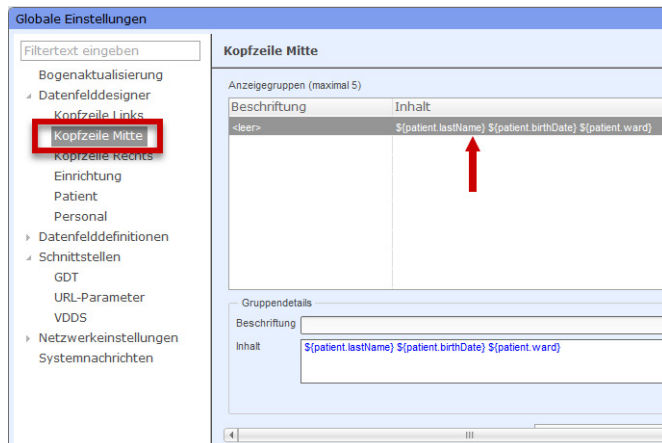 Globale Einstellungen
Filtertext eingeben
Bogenaktualisierung
Datenfelddesigner
Kopfzeile Links
Kopfzeile Mitte
Kopfzeile Rechts
Einrichtung
Patient
Personal
Datenfelddefinitionen
Schnittstellen
GDT
URL-Parameter
VDDS
Netzwerkeinstellungen
Systemnachrichten
Kopfzeile Mitte
Anzeigegruppen (maximal 5)
Beschriftung Inhalt
<leer> ${patient.lastName} ${patient.birthDate} ${patient.ward}
Gruppendetails
Beschriftung
Inhalt ${patient.lastName} ${patient.birthDate} ${patient.ward}